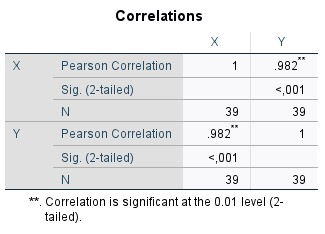 Correlations
X Y
X Pearson Correlation 1 .982**
Sig. (2-tailed) <,001
N 39 39
Y Pearson Correlation .982** 1
Sig. (2-tailed) <,001
N 39 39
**. Correlation is significant at the 0.01 level (2-
tailed).